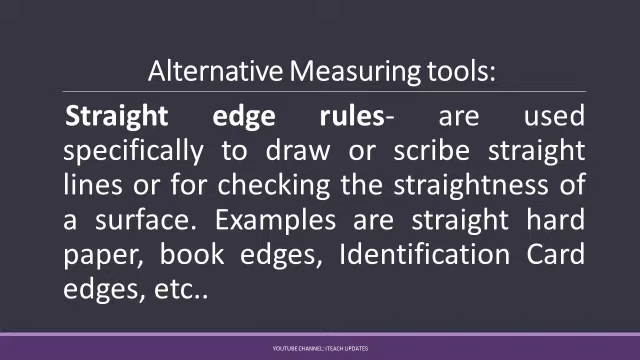 Alternative Measuring tools:
Straight edge rules- are used
specifically to draw or scribe straight
lines or for checking the straightness of
a surface. Examples are straight hard
paper, book edges, Identification Card
edges, etc..
YOUTUBE CHANNEL: ITEACH UPDATES